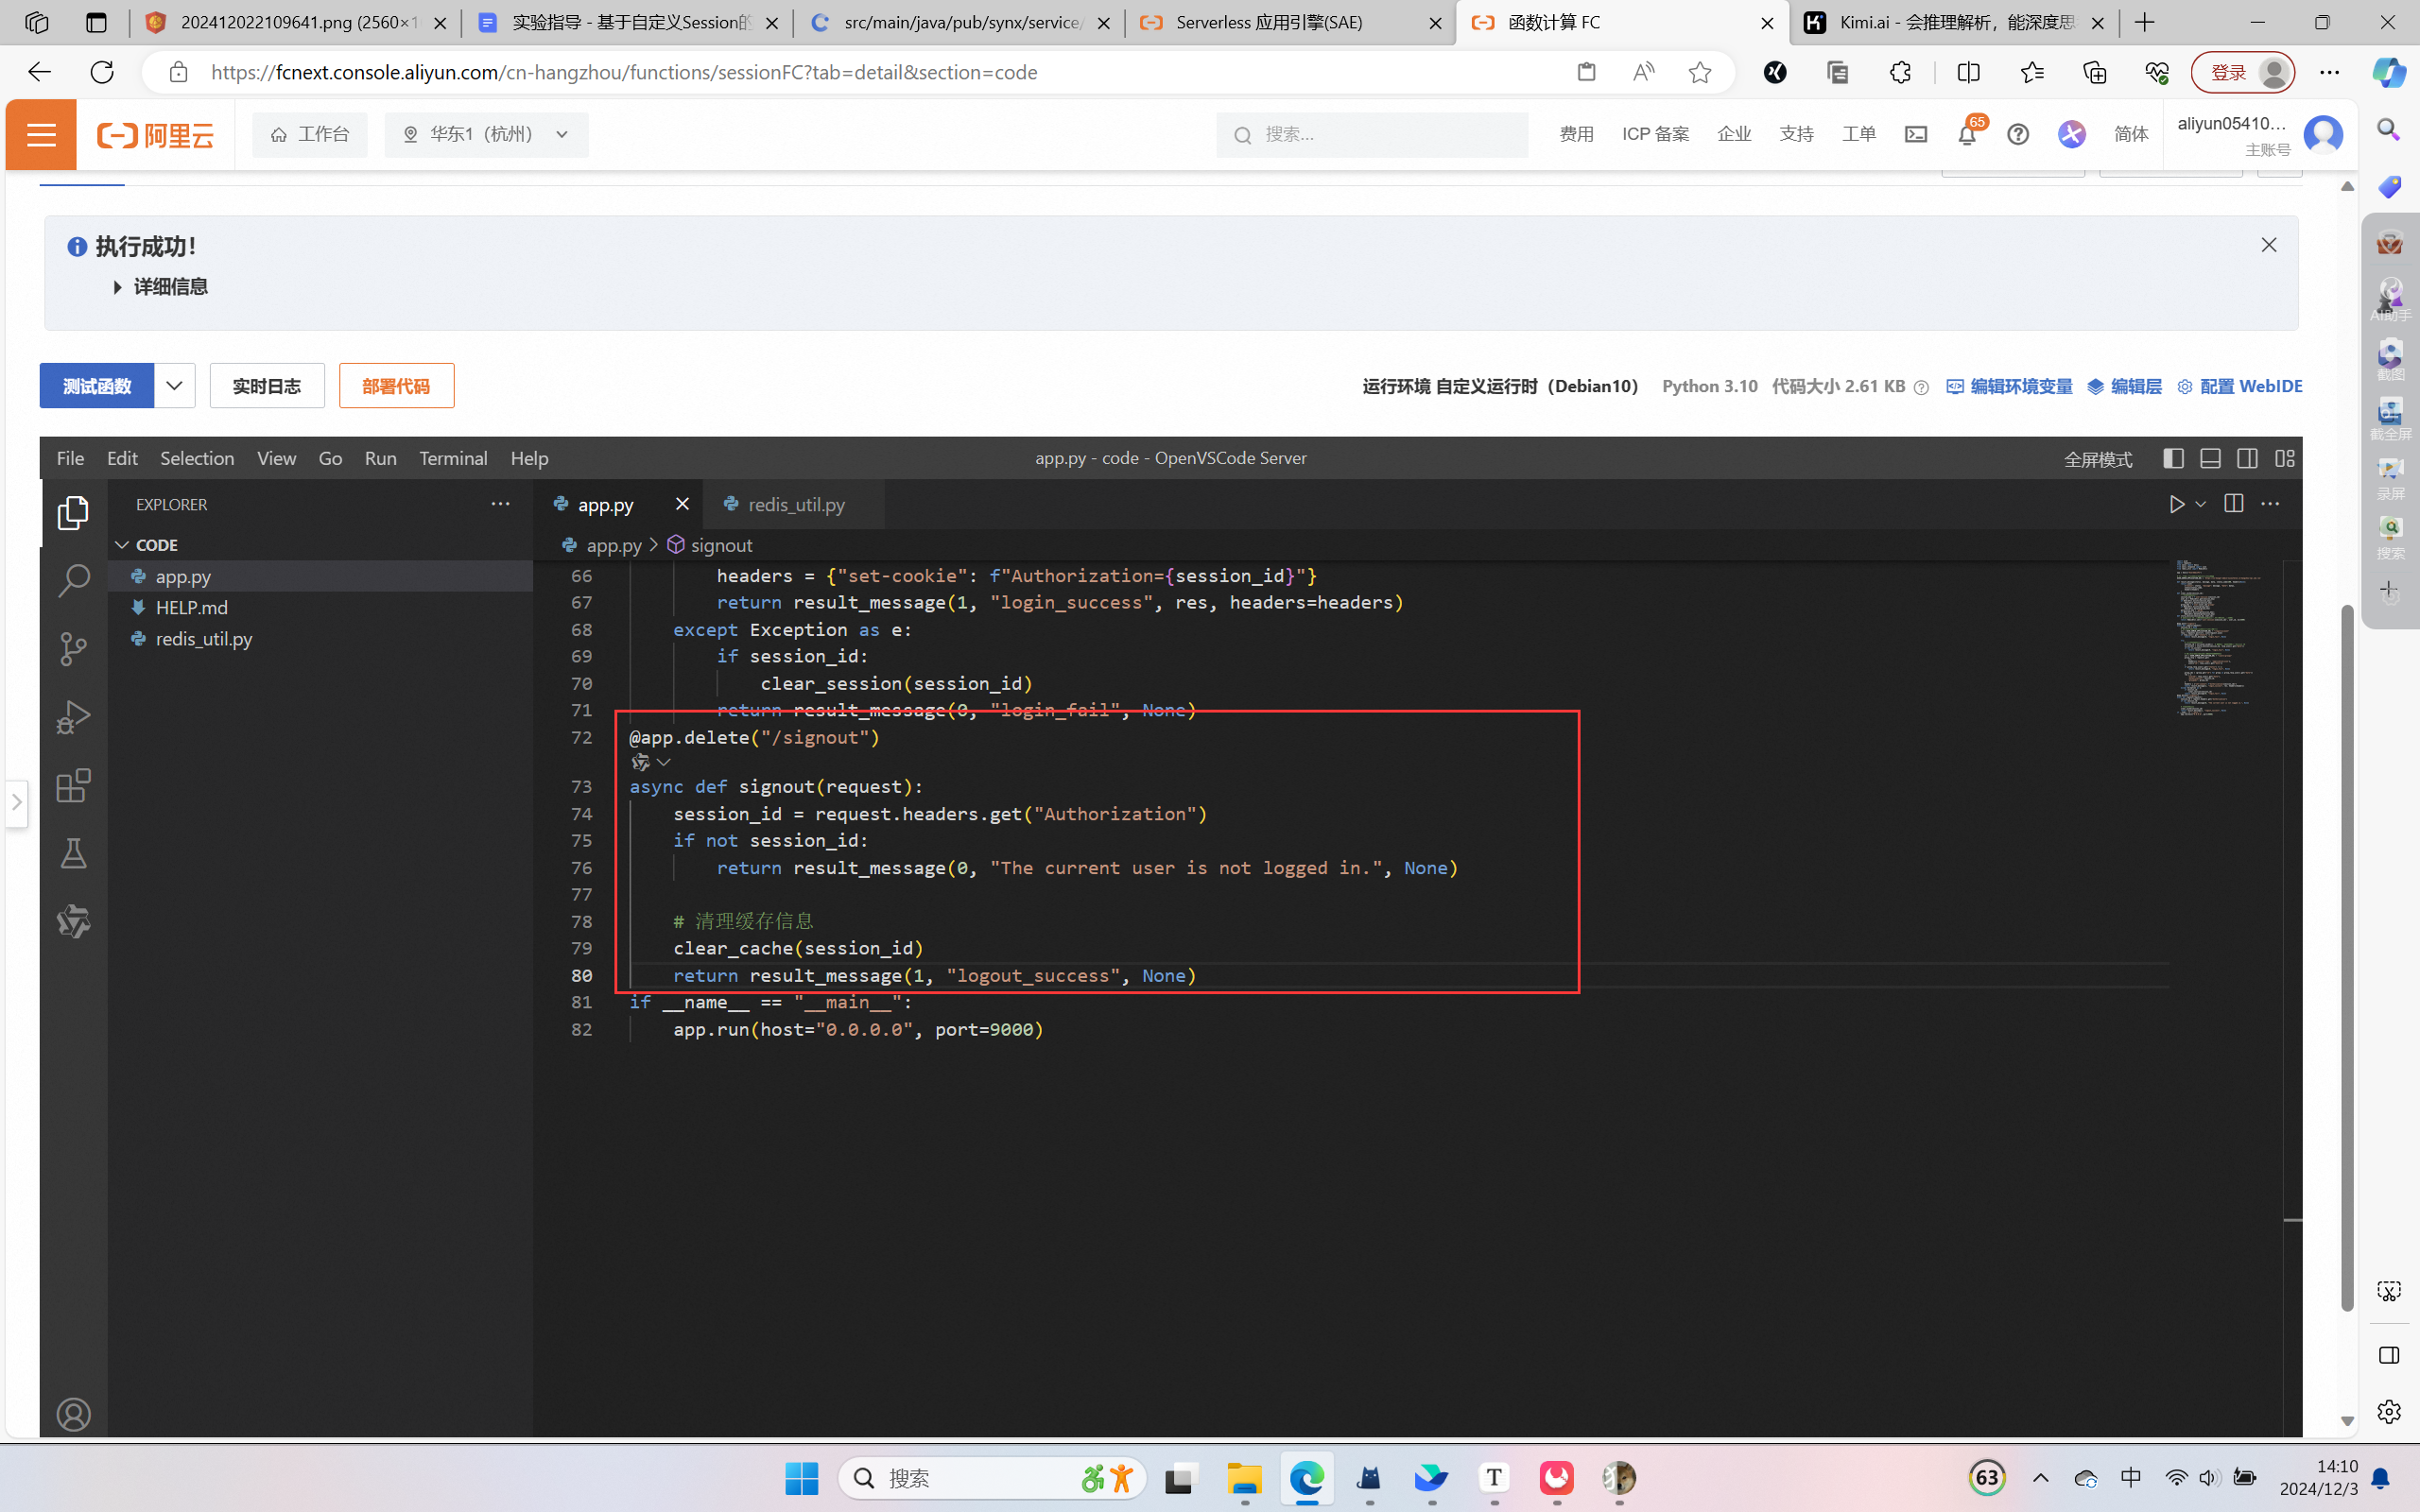 202412022109641.png (2560×1
实验指导 - 基于自定义Session的
src/main/java/pub/synx/service/
Serverless 应用引擎(SAE)
函数计算 FC
Kimi.ai - 会推理解析，能深度思
https://fcnext.console.aliyun.com/cn-hangzhou/functions/sessionFC?tab=detail&section=code
登录
阿里云
工作台
华东1（杭州）
搜索...
费用
ICP 备案
企业
支持
工单
65
简体
aliyun05410...
主账号
执行成功！
详细信息
AI助手
截图
截全屏
录屏
搜索
测试函数
实时日志
部署代码
运行环境 自定义运行时（Debian10）
Python 3.10
代码大小 2.61 KB
编辑环境变量
编辑层
配置 WebIDE
File Edit Selection View Go Run Terminal Help
app.py - code - OpenVSCode Server
全屏模式
EXPLORER
app.py
redis_util.py
CODE
app.py > signout
app.py
HELP.md
redis_util.py
66 headers = {"set-cookie": f"Authorization={session_id}"}
67 return result_message(1, "login_success", res, headers=headers)
68 except Exception as e:
69 if session_id:
70 clear_session(session_id)
71 return result_message(0, "login_fail", None)
72 @app.delete("/signout")
73 async def signout(request):
74 session_id = request.headers.get("Authorization")
75 if not session_id:
76 return result_message(0, "The current user is not logged in.", None)
77
78 # 清理缓存信息
79 clear_cache(session_id)
80 return result_message(1, "logout_success", None)
81 if __name__ == "__main__":
82 app.run(host="0.0.0.0", port=9000)
搜索
63
中
14:10
2024/12/3